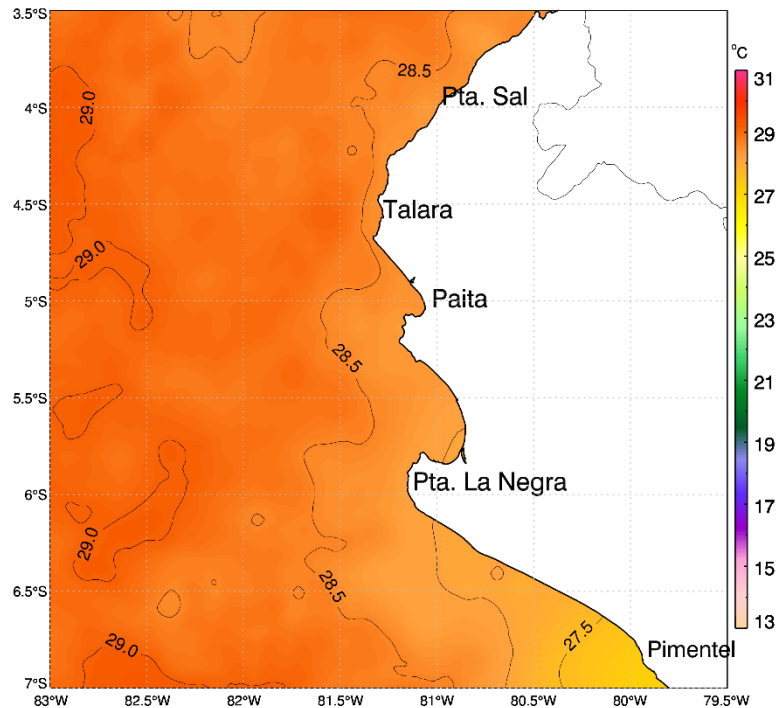 3.5°S
°C
28.5
31
29.0
Pta. Sal
4°S
29
4.5°S
Talara
27
29.0
25
5°S
Paita
23
28.5
5.5°S
21
19
Pta. La Negra
6°S
17
29.0
15
28.5
6.5°S
13
27.5
29.0
Pimentel
7°S
83°W 82.5°W 82°W 81.5°W 81°W 80.5°W 80°W 79.5°W